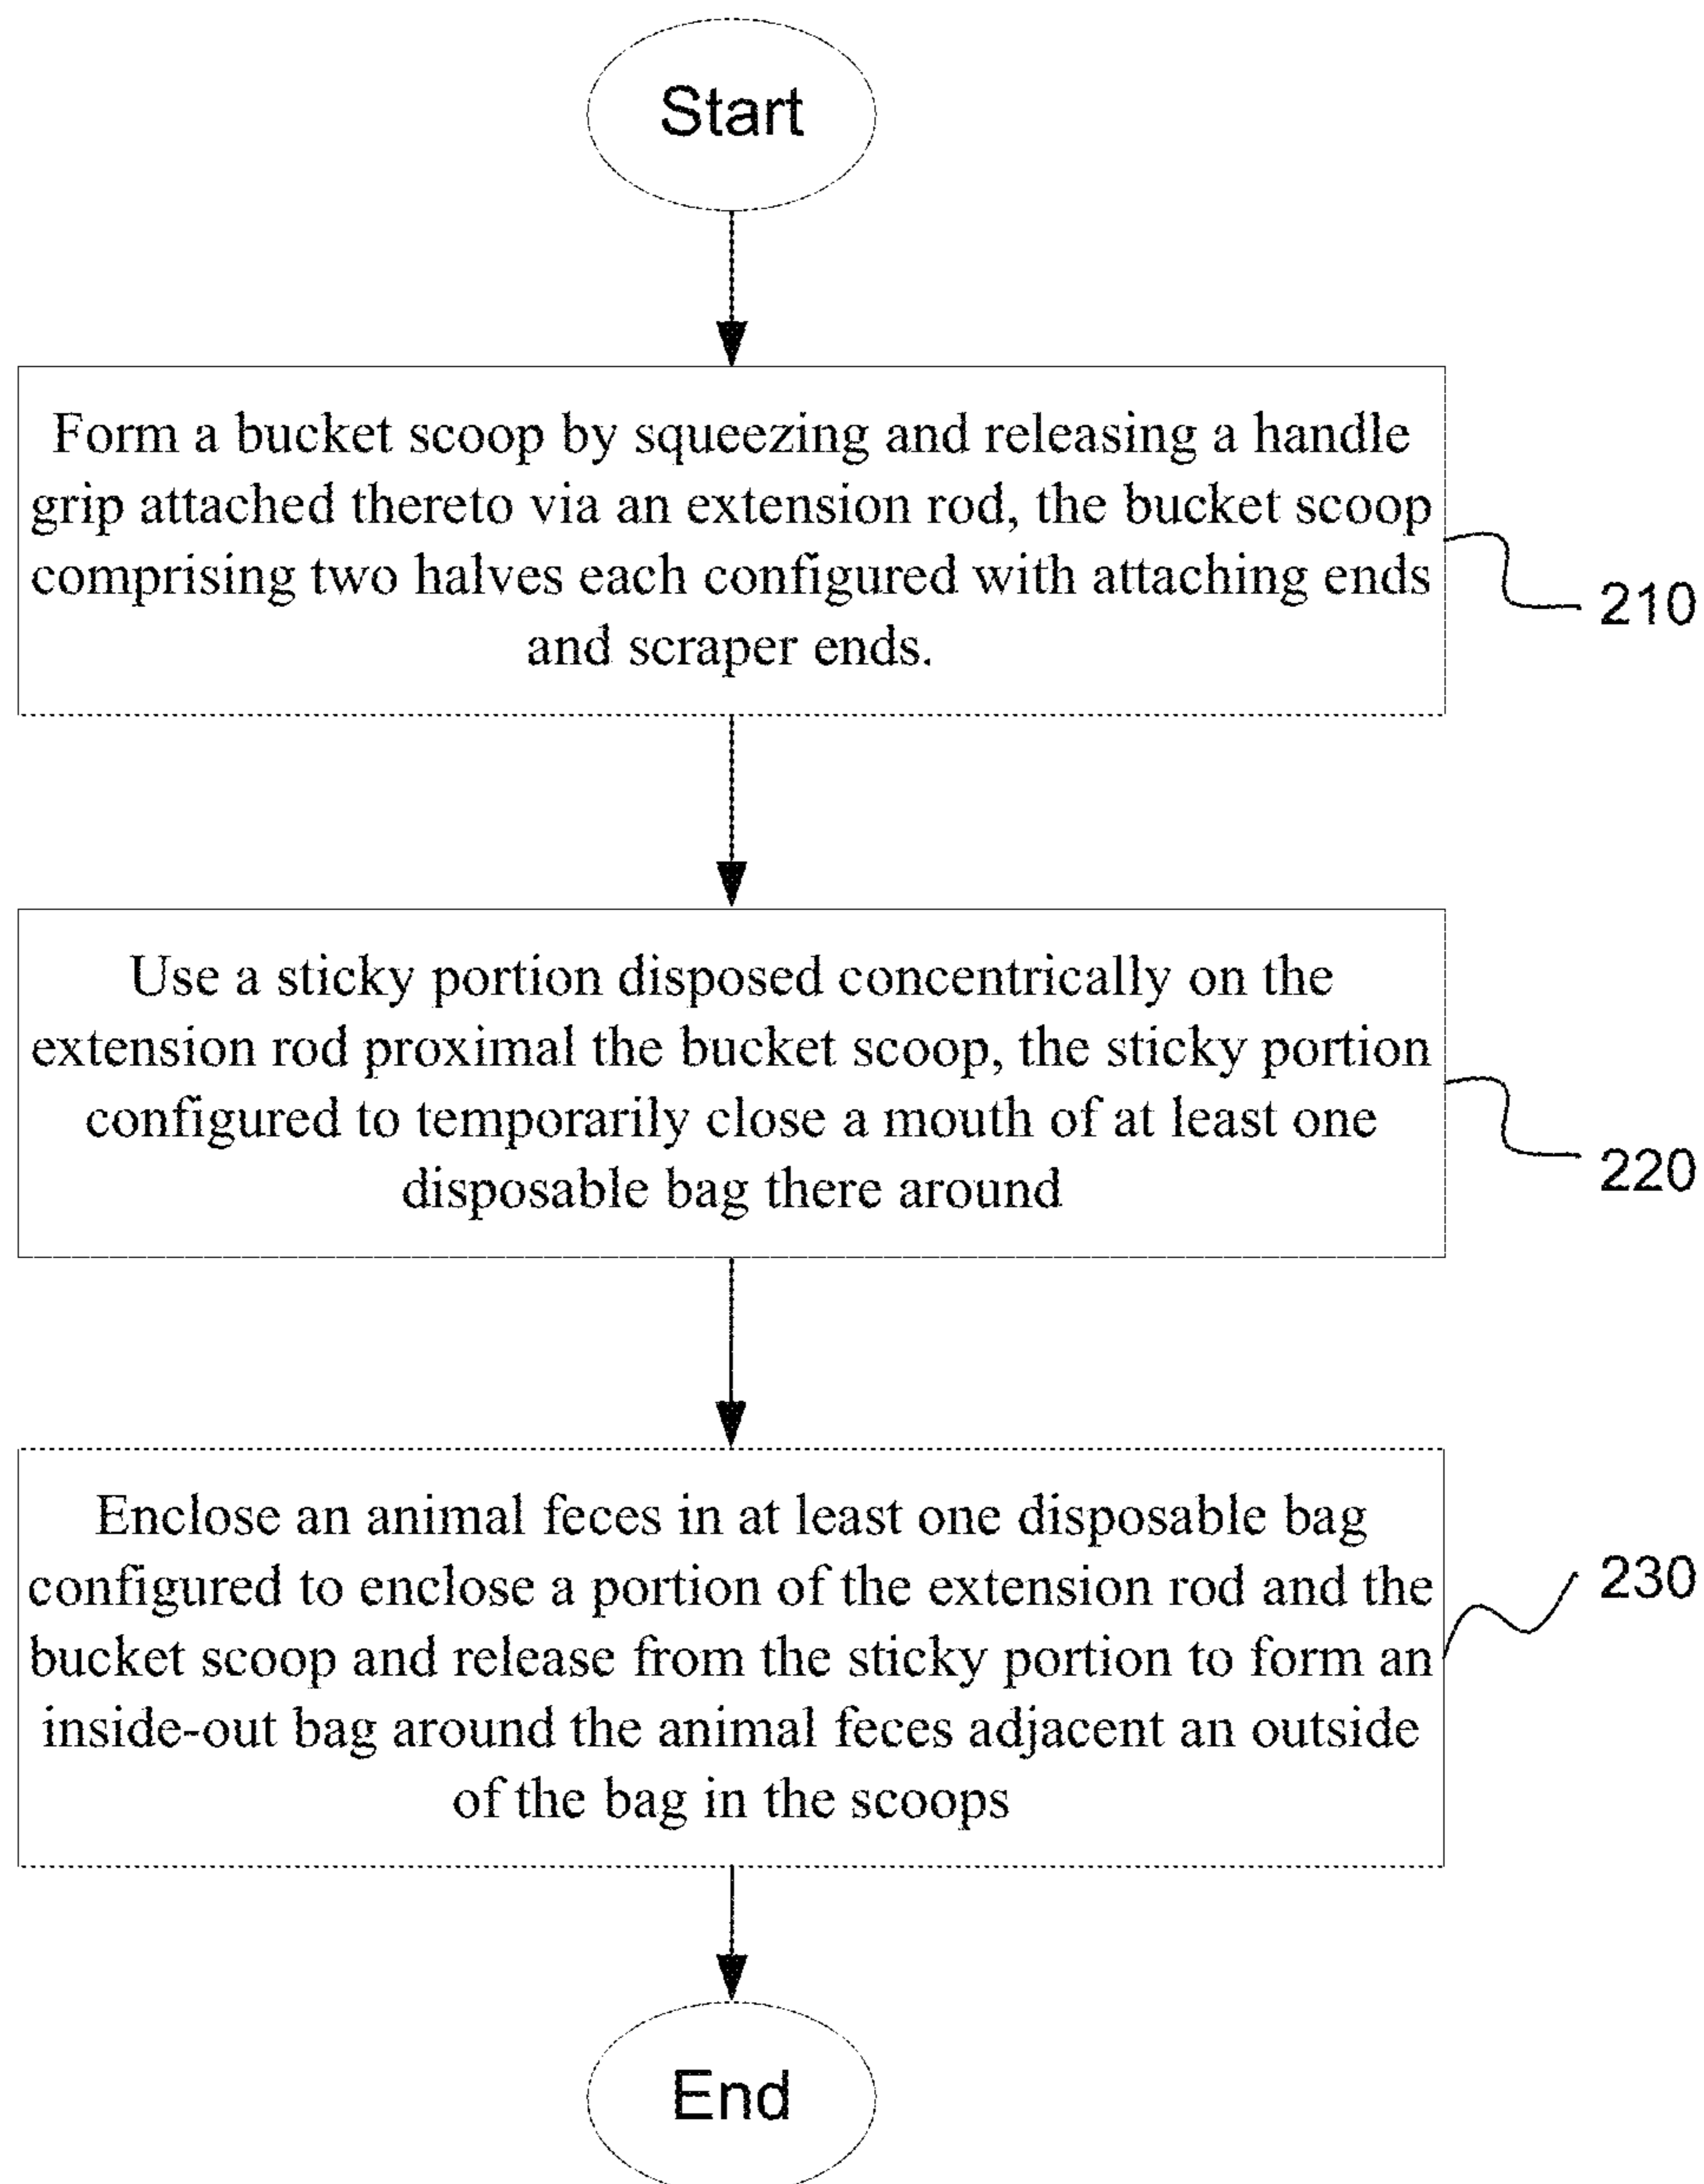 Start
Form a bucket scoop by squeezing and releasing a handle
grip attached thereto via an extension rod, the bucket scoop
comprising two halves each configured with attaching ends
and scraper ends.
210
Use a sticky portion disposed concentrically on the
extension rod proximal the bucket scoop, the sticky portion
configured to temporarily close a mouth of at least one
disposable bag there around
220
Enclose an animal feces in at least one disposable bag
configured to enclose a portion of the extension rod and the
bucket scoop and release from the sticky portion to form an
inside-out bag around the animal feces adjacent an outside
of the bag in the scoops
230
End